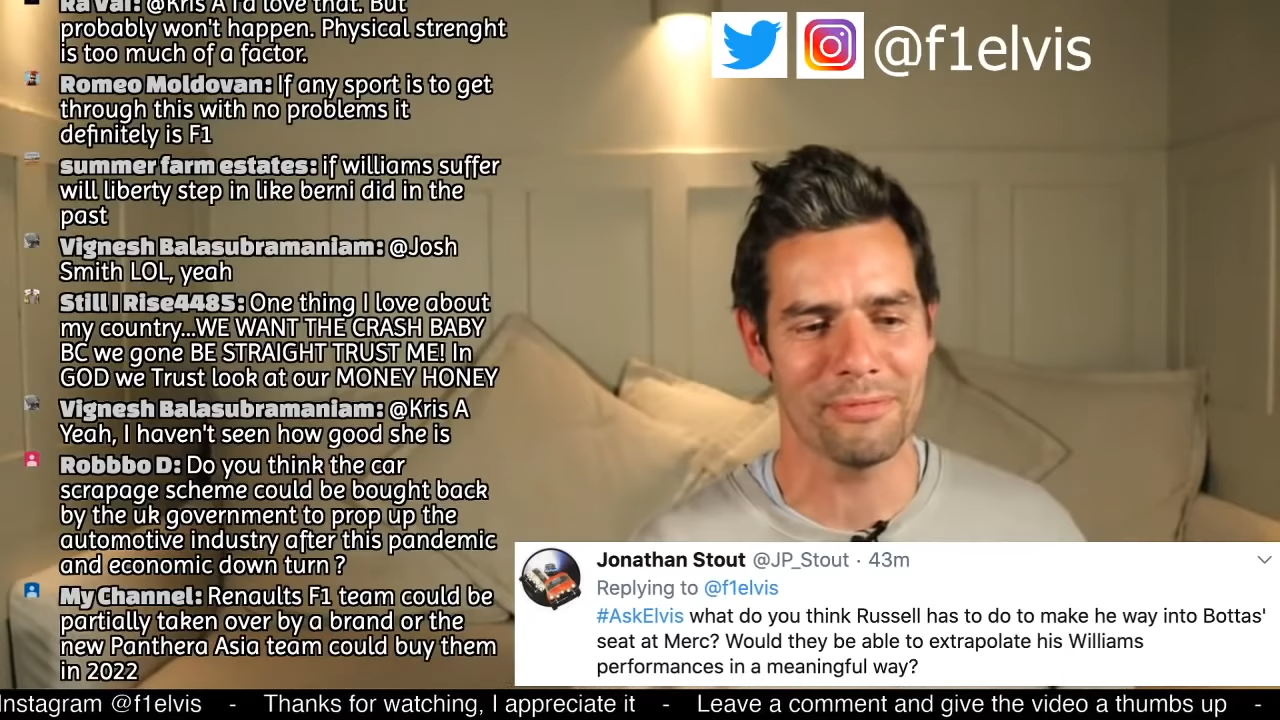 Ra Val: @Kris A I'd love that. But
probably won't happen. Physical strenght
is too much of a factor.
Romeo Moldovan: If any sport is to get
through this with no problems it
definitely is F1
summer farm estates: if williams suffer
will liberty step in like berni did in the
past
Vignesh Balasubramaniam: @Josh
Smith LOL, yeah
Still I Rise4485: One thing I love about
my country...WE WANT THE CRASH BABY
BC we gone BE STRAIGHT TRUST ME! In
GOD we Trust look at our MONEY HONEY
Vignesh Balasubramaniam: @Kris A
Yeah, I haven't seen how good she is
Robbbo D: Do you think the car
scrapage scheme could be bought back
by the uk government to prop up the
automotive industry after this pandemic
and economic down turn ?
My Channel: Renaults F1 team could be
partially taken over by a brand or the
new Panthera Asia team could buy them
in 2022
@f1elvis
Jonathan Stout @JP_Stout · 43m
Replying to @f1elvis
#AskElvis what do you think Russell has to do to make he way into Bottas'
seat at Merc? Would they be able to extrapolate his Williams
performances in a meaningful way?
Instagram @f1elvis - Thanks for watching, I appreciate it - Leave a comment and give the video a thumbs up -